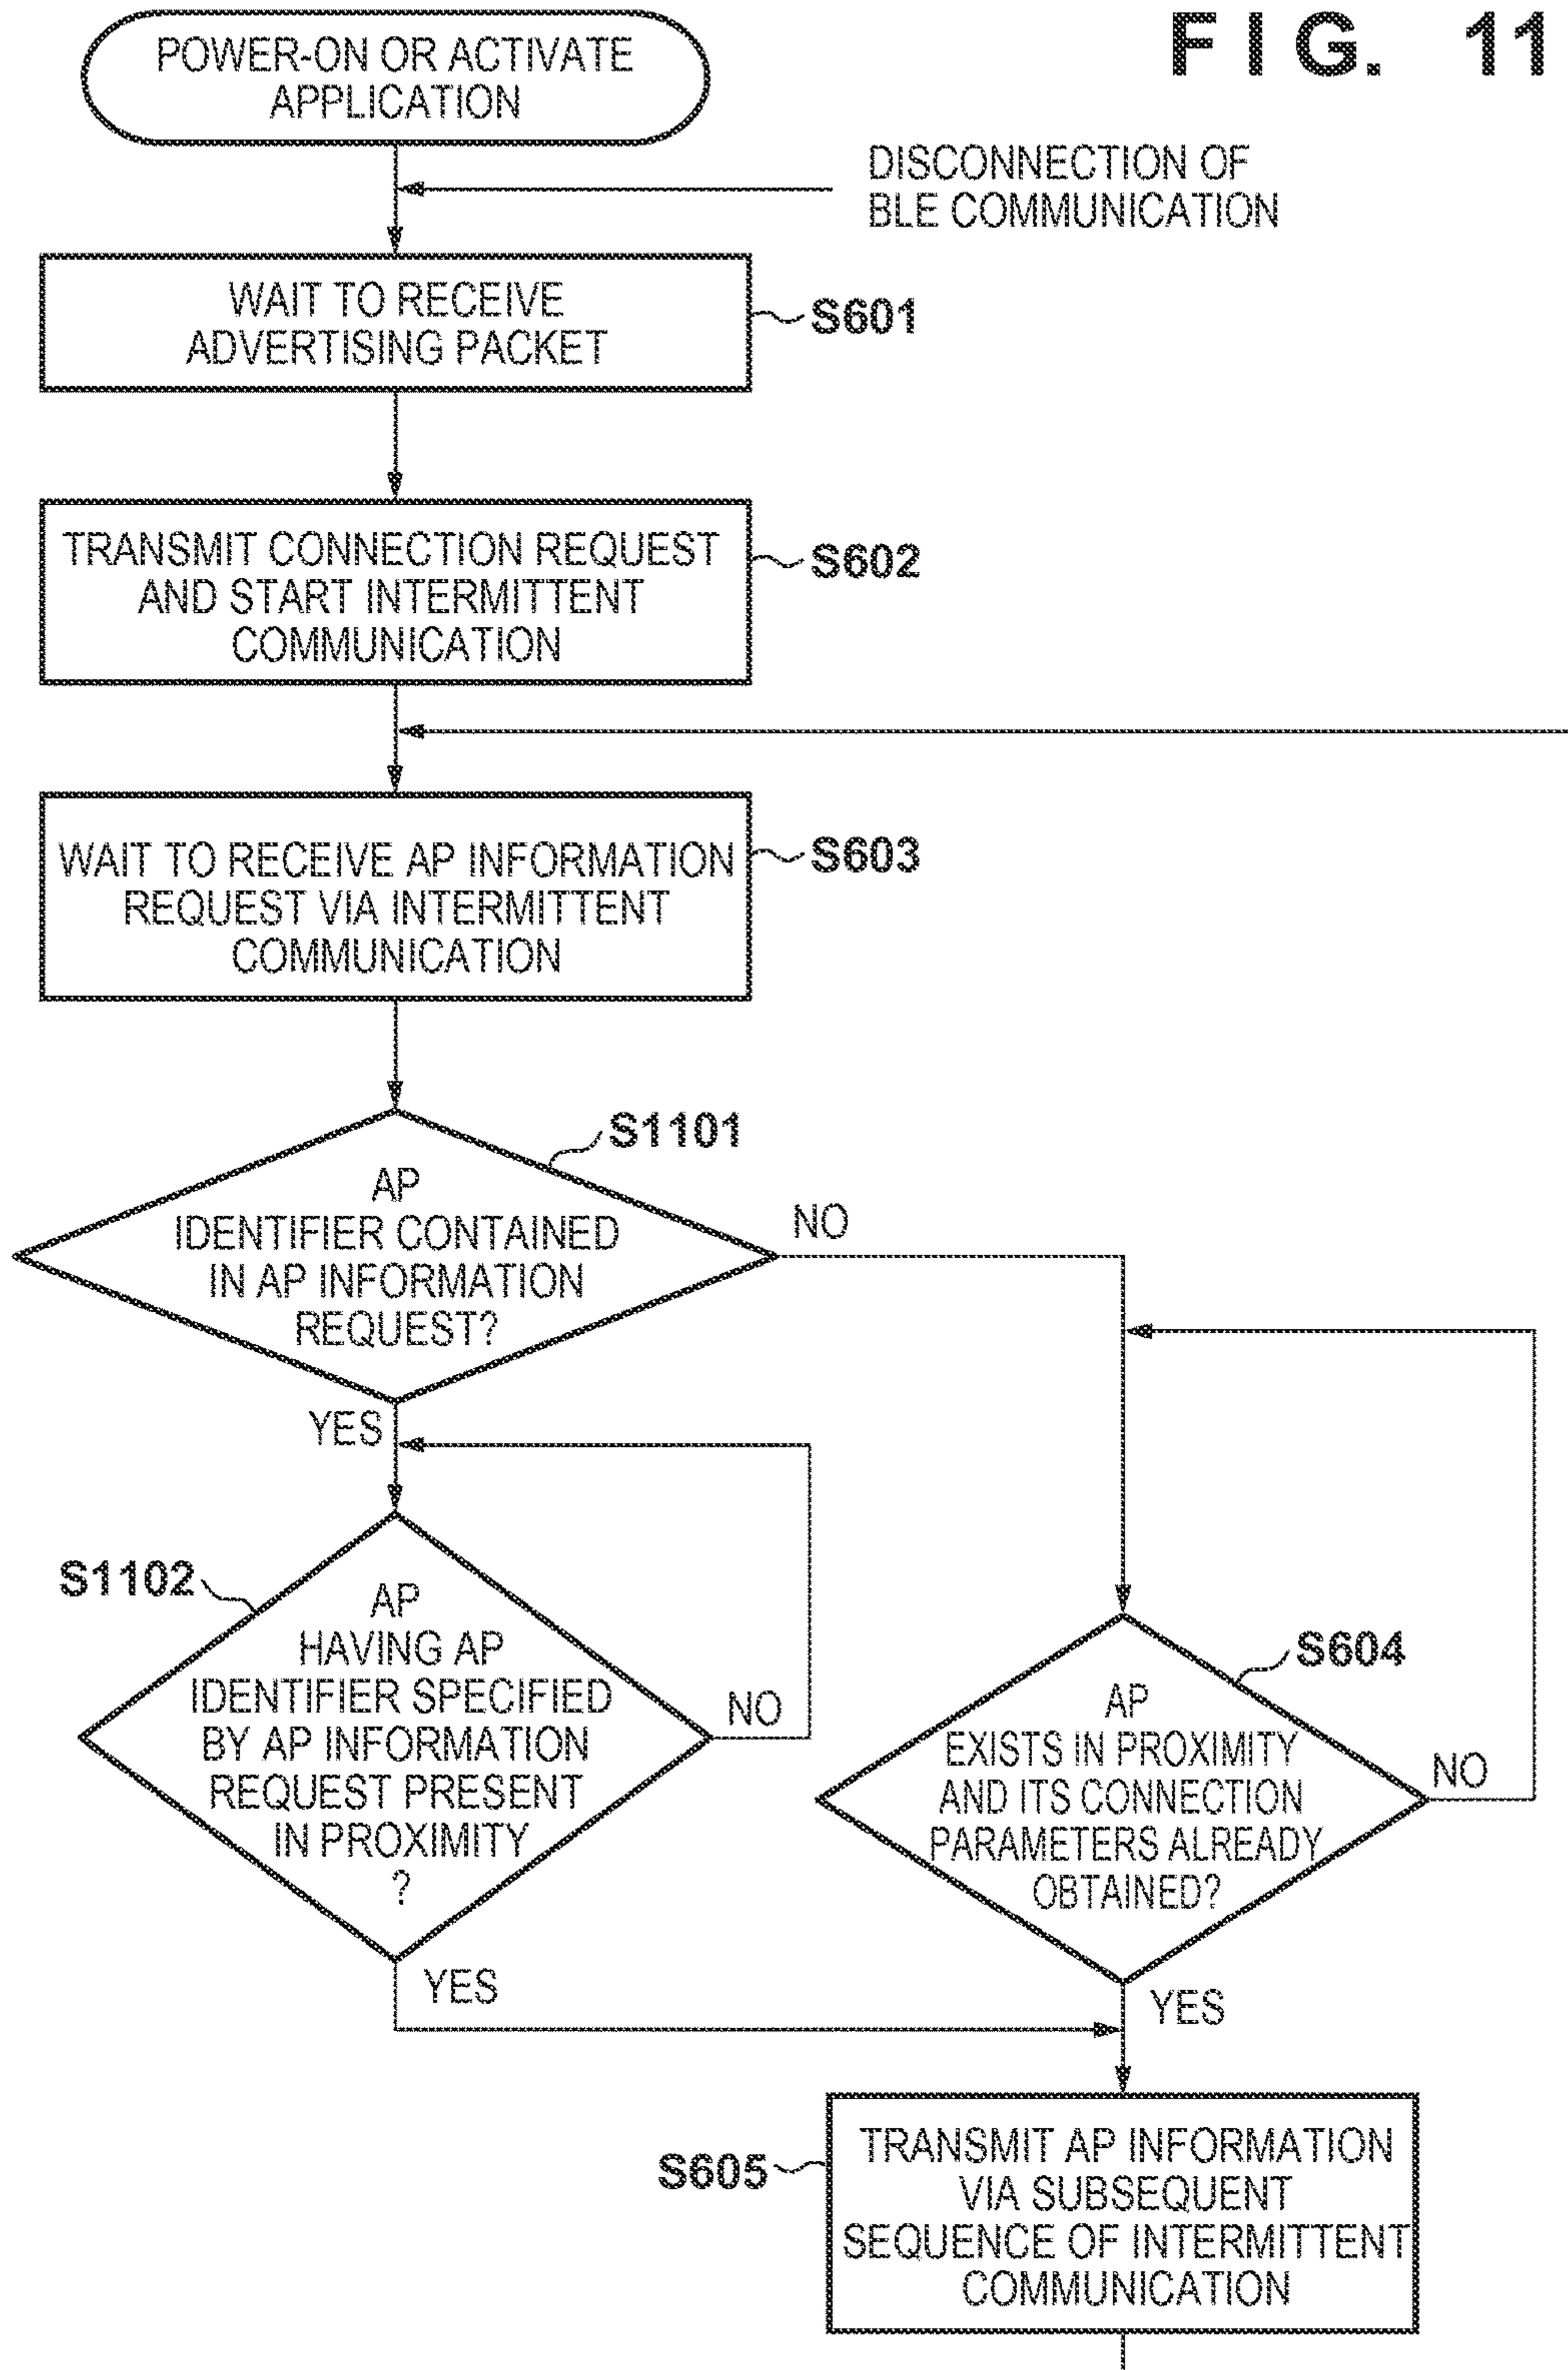 FIG. 11
POWER-ON OR ACTIVATE
APPLICATION
DISCONNECTION OF
BLE COMMUNICATION
WAIT TO RECEIVE
ADVERTISING PACKET
S601
TRANSMIT CONNECTION REQUEST
AND START INTERMITTENT
COMMUNICATION
S602
WAIT TO RECEIVE AP INFORMATION
REQUEST VIA INTERMITTENT
COMMUNICATION
S603
S1101
AP
IDENTIFIER CONTAINED
IN AP INFORMATION
REQUEST?
NO
YES
S1102
AP
HAVING AP
IDENTIFIER SPECIFIED
BY AP INFORMATION
REQUEST PRESENT
IN PROXIMITY
?
NO
YES
S604
AP
EXISTS IN PROXIMITY
AND ITS CONNECTION
PARAMETERS ALREADY
OBTAINED?
NO
YES
S605
TRANSMIT AP INFORMATION
VIA SUBSEQUENT
SEQUENCE OF INTERMITTENT
COMMUNICATION